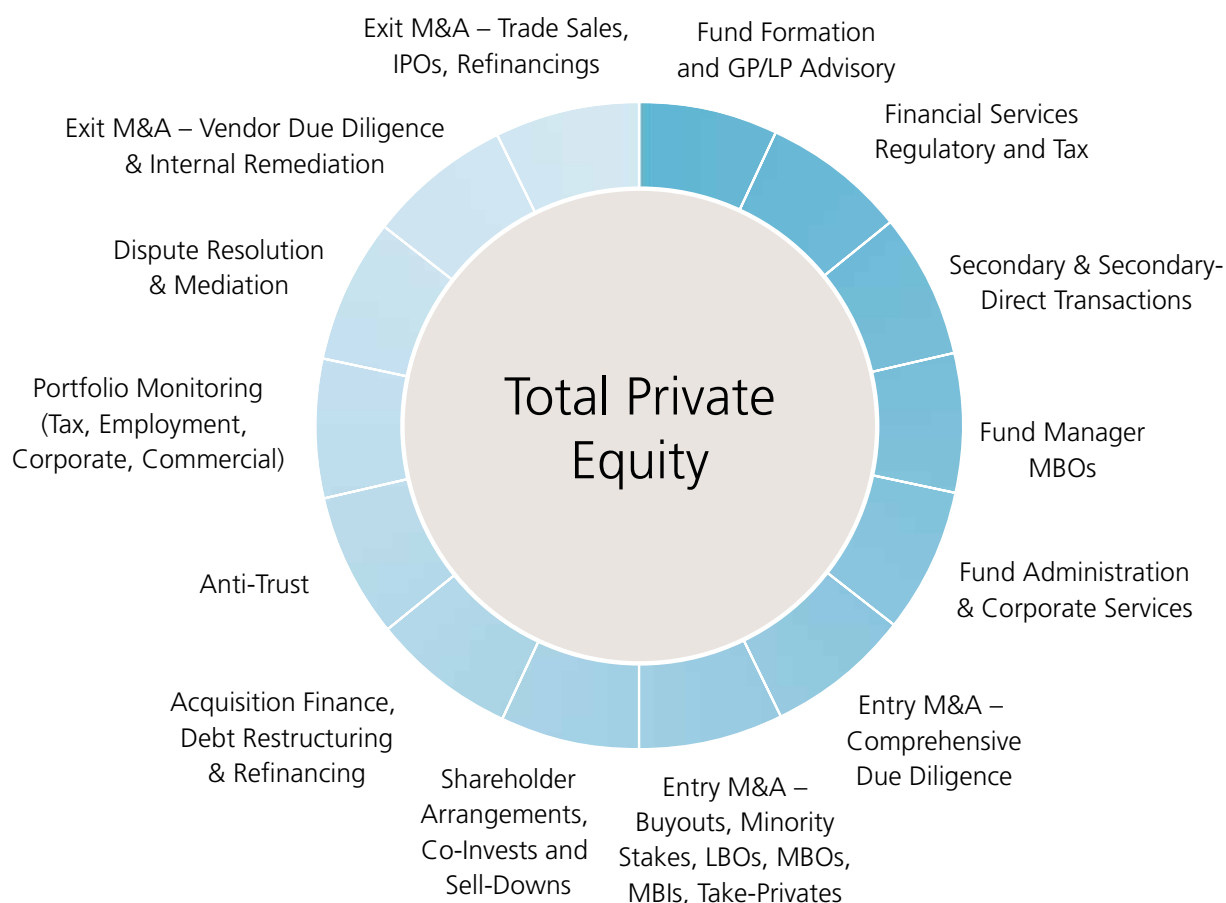 Exit M&A – Trade Sales,
IPOs, Refinancings
Fund Formation
and GP/LP Advisory
Financial Services
Regulatory and Tax
Secondary & Secondary-
Direct Transactions
Fund Manager
MBOs
Fund Administration
& Corporate Services
Entry M&A –
Comprehensive
Due Diligence
Entry M&A –
Buyouts, Minority
Stakes, LBOs, MBOs,
MBIs, Take-Privates
Shareholder
Arrangements,
Co-Invests and
Sell-Downs
Acquisition Finance,
Debt Restructuring
& Refinancing
Anti-Trust
Portfolio Monitoring
(Tax, Employment,
Corporate, Commercial)
Dispute Resolution
& Mediation
Exit M&A – Vendor Due Diligence
& Internal Remediation
Total Private
Equity